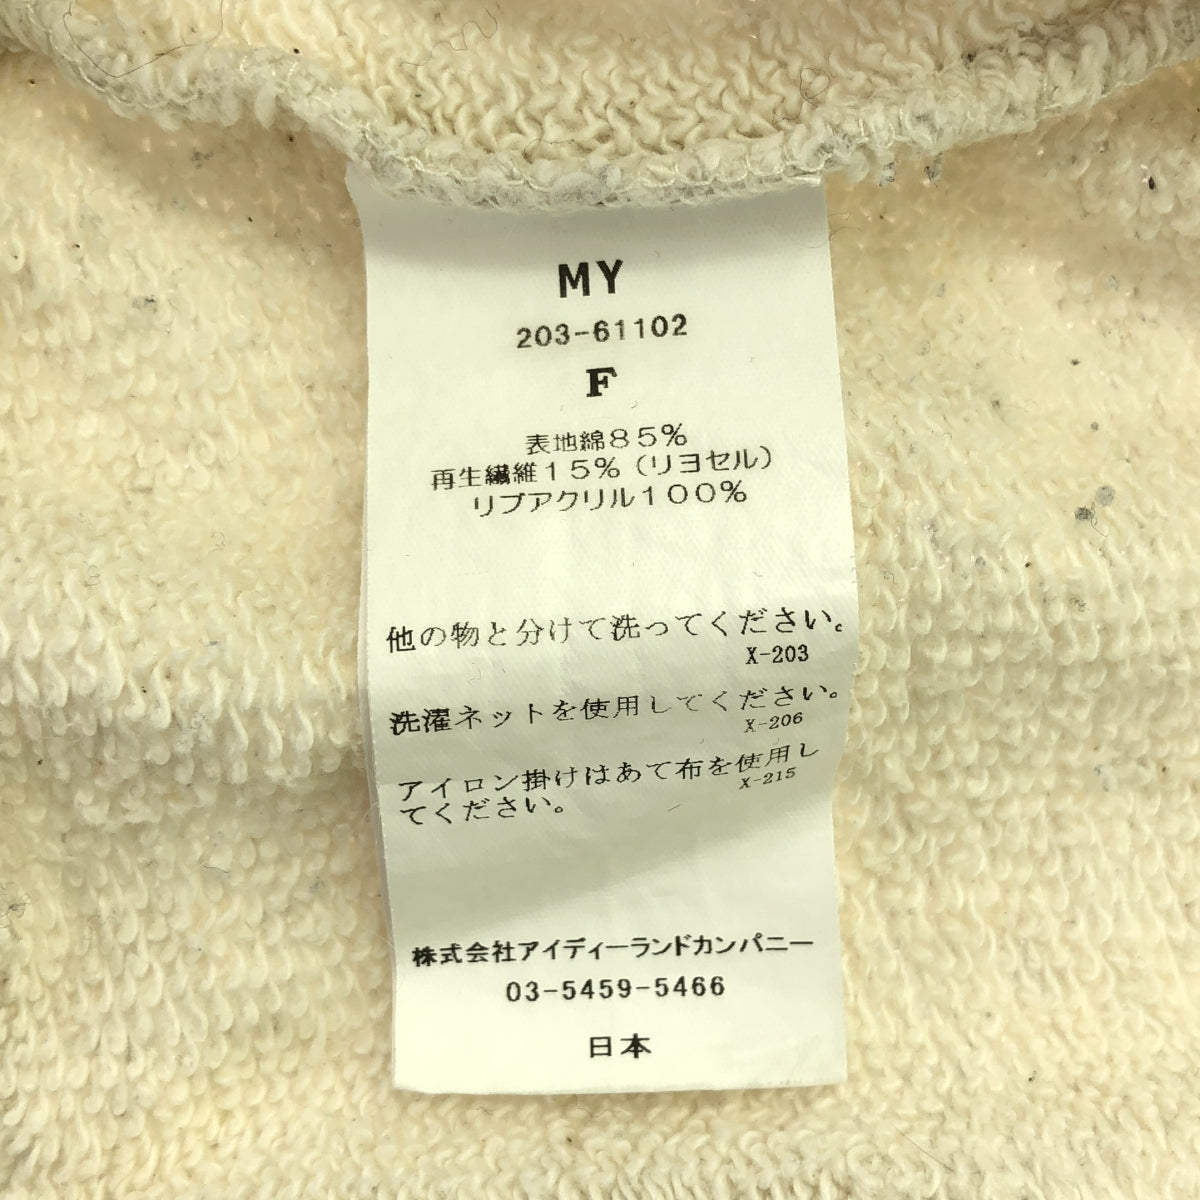 MY
203-61102
F
表地綿85%
再生繊維15%(リヨセル)
リブアクリル100%
他の物と分けて洗ってください。
X-203
洗濯ネットを使用してください。
X-206
アイロン掛けはあて布を使用し
てください。
X-215
株式会社アイディーランドカンパニー
03-5459-5466
日本